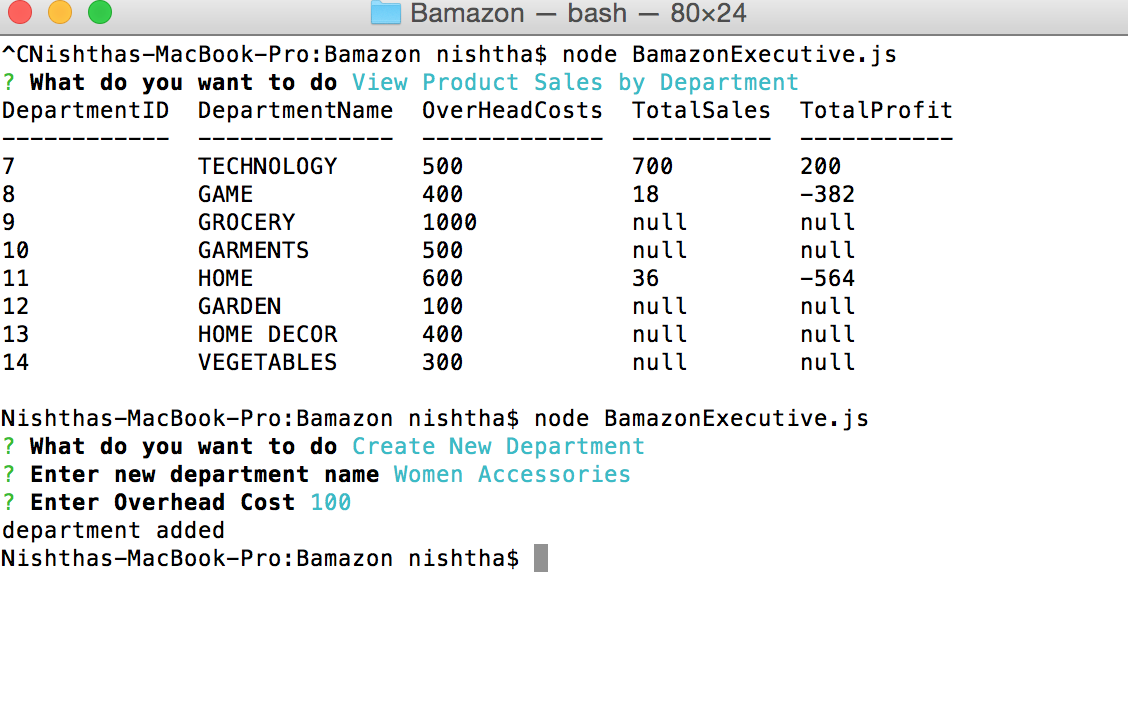 Bamazon — bash — 80×24
^CNishthas-MacBook-Pro:Bamazon nishtha$ node BamazonExecutive.js
? What do you want to do View Product Sales by Department
DepartmentID  DepartmentName  OverHeadCosts  TotalSales  TotalProfit
------------  --------------  -------------  ----------  -----------
7             TECHNOLOGY      500            700         200
8             GAME            400            18          -382
9             GROCERY         1000           null        null
10            GARMENTS        500            null        null
11            HOME            600            36          -564
12            GARDEN          100            null        null
13            HOME DECOR      400            null        null
14            VEGETABLES      300            null        null
Nishthas-MacBook-Pro:Bamazon nishtha$ node BamazonExecutive.js
? What do you want to do Create New Department
? Enter new department name Women Accessories
? Enter Overhead Cost 100
department added
Nishthas-MacBook-Pro:Bamazon nishtha$